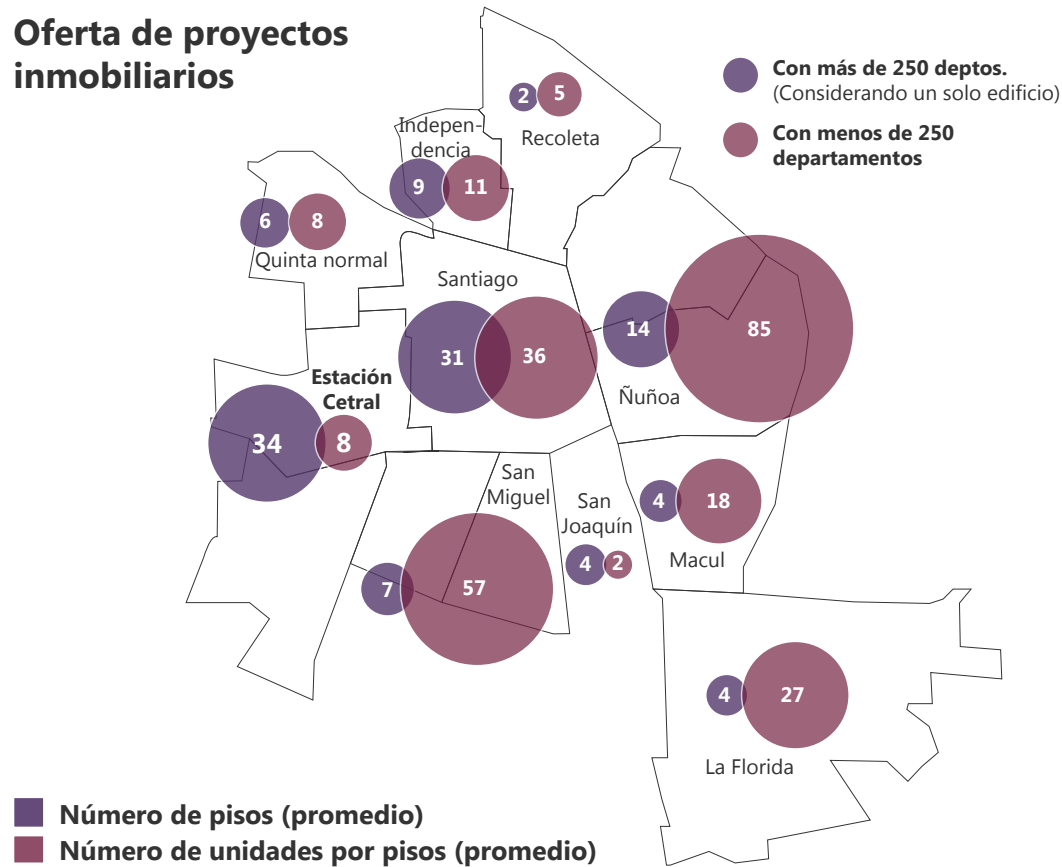 Oferta de proyectos
inmobiliarios
Con más de 250 deptos.
(Considerando un solo edificio)
Con menos de 250
departamentos
2
5
Recoleta
Indepen-
dencia
9
11
6
8
Quinta normal
Santiago
31
36
14
85
Ñuñoa
Estación
Cetral
34
8
San
Miguel
7
57
San
Joaquín
4
2
4
18
Macul
4
27
La Florida
Número de pisos (promedio)
Número de unidades por pisos (promedio)